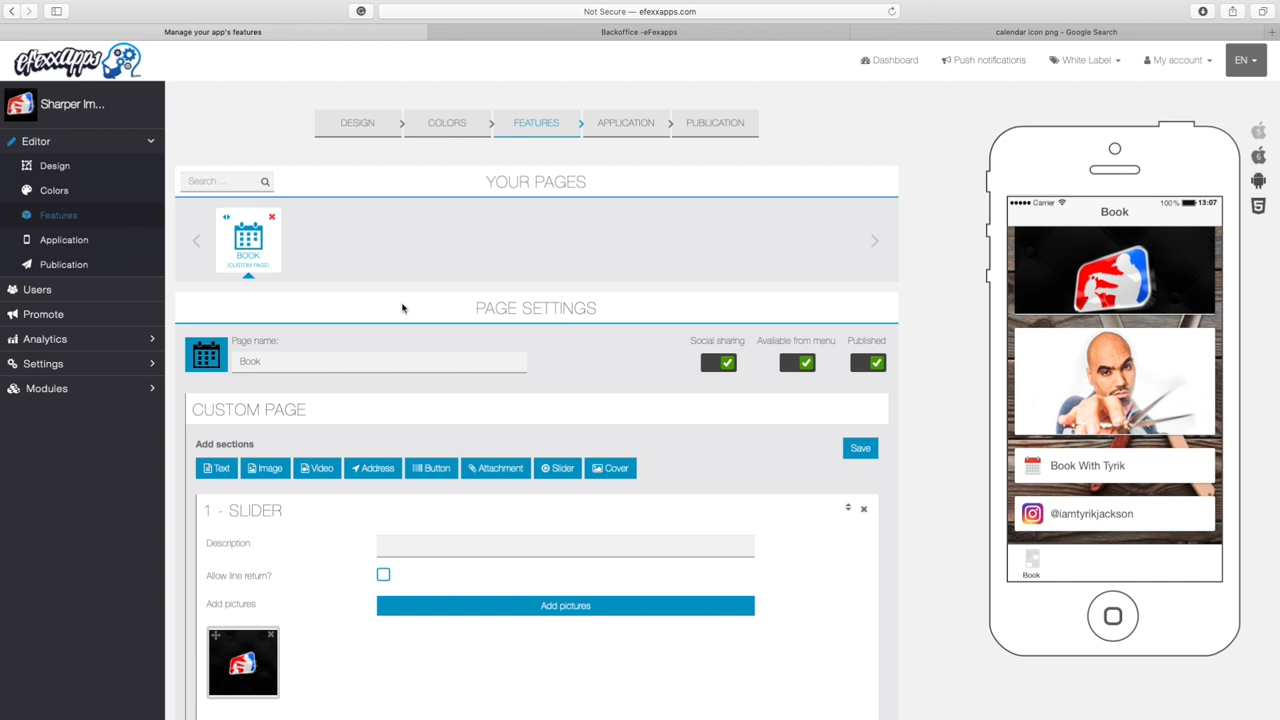 Not Secure — efexxapps.com
Manage your app's features
Backoffice -eFexapps
calendar icon png - Google Search
efexxapps
Dashboard
Push notifications
White Label
My account
EN
Sharper Im...
Editor
Design
Colors
Features
Application
Publication
Users
Promote
Analytics
Settings
Modules
DESIGN
COLORS
FEATURES
APPLICATION
PUBLICATION
Search ...
YOUR PAGES
BOOK
(CUSTOM PAGE)
PAGE SETTINGS
Page name:
Book
Social sharing
Available from menu
Published
CUSTOM PAGE
Add sections
Save
Text
Image
Video
Address
Button
Attachment
Slider
Cover
1 - SLIDER
Description
Allow line return?
Add pictures
Add pictures
Carrier
100%
13:07
Book
Book With Tyrik
@iamtyrikjackson
Book
6